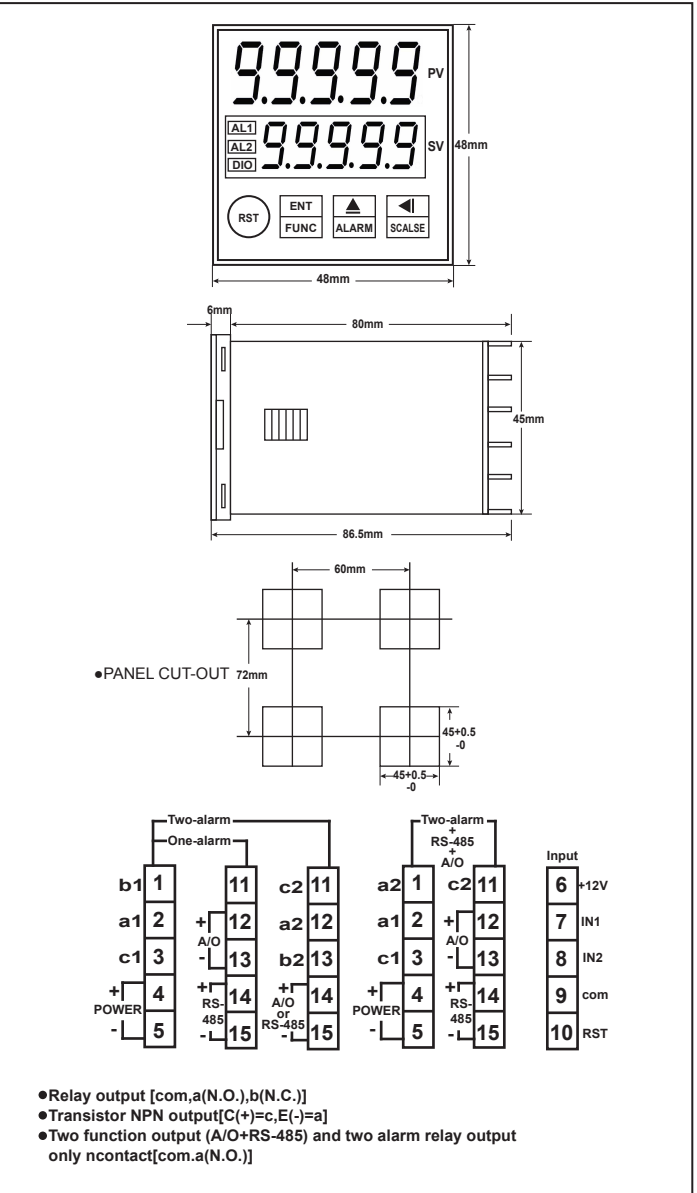 99999 PV
AL1
AL2
DIO
9.9.9.9.9 SV
48mm
RST
ENT
FUNC
ALARM
SCALSE
48mm
6mm
80mm
45mm
86.5mm
60mm
●PANEL CUT-OUT 72mm
45+0.5
-0
45+0.5
-0
Two-alarm
One-alarm
Two-alarm
+
RS-485
+
A/O
Input
b1 1
a1 2
c1 3
+ 4
POWER
- 5
11
+ 12
A/O
- 13
+ 14
RS-
485
- 15
c2 11
a2 12
b2 13
+ 14
A/O
or
RS-485
- 15
a2 1
a1 2
c1 3
+ 4
POWER
- 5
c2 11
+ 12
A/O
- 13
+ 14
RS-
485
- 15
6 +12V
7 IN1
8 IN2
9 com
10 RST
●Relay output [com,a(N.O.),b(N.C.)]
●Transistor NPN output[C(+)=c,E(-)=a]
●Two function output (A/O+RS-485) and two alarm relay output
only ncontact[com.a(N.O.)]